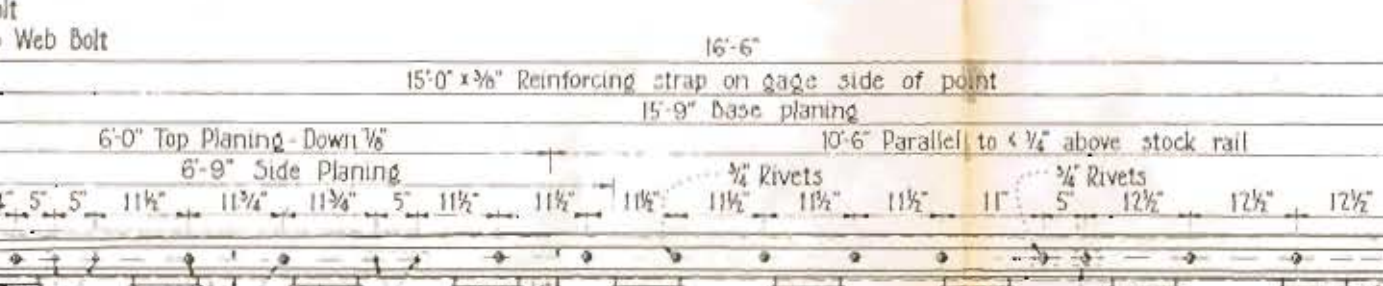 Web Bolt
16'-6"
15'-0" x 3/8" Reinforcing strap on gage side of point
15'-9" Base planing
6'-0" Top Planing - Down 7/8" 10'-6" Parallel to & 1/4" above stock rail
6'-9" Side Planing 3/4" Rivets 3/4" Rivets
5" 5" 11½" 11¾" 11¾" 5" 11½" 11½" 11½" 11½" 11½" 11½" 11" 5" 12½" 12½" 12½"